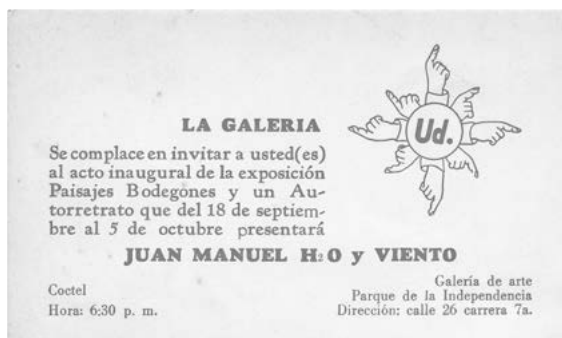 Ud.
LA GALERIA
Se complace en invitar a usted(es)
al acto inaugural de la exposición
Paisajes Bodegones y un Au-
torretrato que del 18 de septiem-
bre al 5 de octubre presentará
JUAN MANUEL H₂O y VIENTO
Coctel
Hora: 6:30 p. m.
Galería de arte
Parque de la Independencia
Dirección: calle 26 carrera 7a.